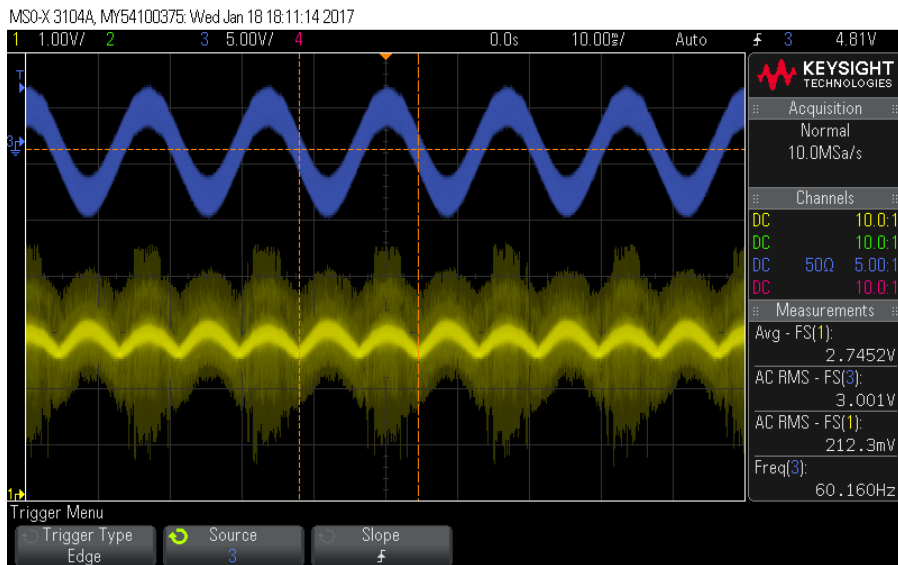 MSO-X 3104A, MY54100375: Wed Jan 18 18:11:14 2017
1 1.00V/ 2 3 5.00V/ 4 0.0s 10.00ms/ Auto 3 4.81V
T
3
1
KEYSIGHT
TECHNOLOGIES
Acquisition
Normal
10.0MSa/s
Channels
DC 10.0:1
DC 10.0:1
DC 50Ω 5.00:1
DC 10.0:1
Measurements
Avg - FS(1):
2.7452V
AC RMS - FS(3):
3.001V
AC RMS - FS(1):
212.3mV
Freq(3):
60.160Hz
Trigger Menu
Trigger Type Source Slope
Edge 3